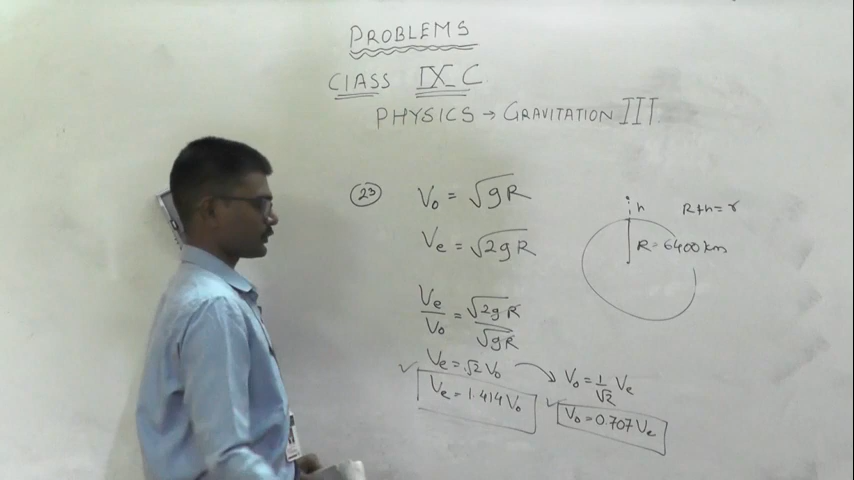 PROBLEMS
CLASS IX-C
PHYSICS → GRAVITATION III
23
V₀ = √gR
Vₑ = √2gR
Vₑ/V₀ = √2gR/√gR
Vₑ = √2 V₀
Vₑ = 1.414 V₀
V₀ = 1/√2 Vₑ
V₀ = 0.707 Vₑ
h
R+h = r
R = 6400 km